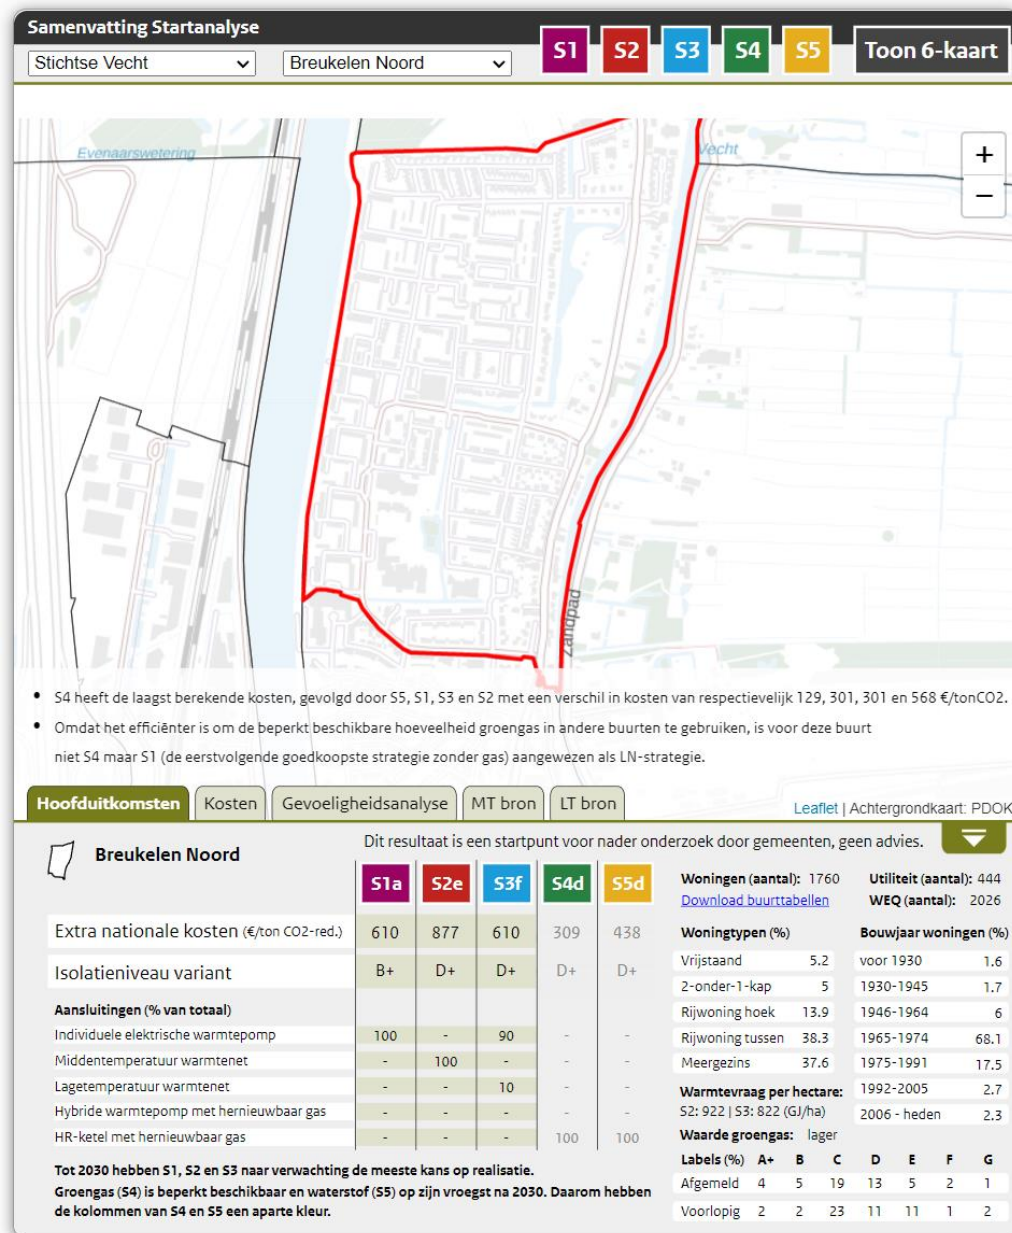 Samenvatting Startanalyse
Stichtse Vecht
Breukelen Noord
S1 S2 S3 S4 S5 Toon 6-kaart
Evenaarswetering
Vecht
+
−
Zandpad
• S4 heeft de laagst berekende kosten, gevolgd door S5, S1, S3 en S2 met een verschil in kosten van respectievelijk 129, 301, 301 en 568 €/tonCO2.
• Omdat het efficiënter is om de beperkt beschikbare hoeveelheid groengas in andere buurten te gebruiken, is voor deze buurt
niet S4 maar S1 (de eerstvolgende goedkoopste strategie zonder gas) aangewezen als LN-strategie.
Hoofduitkomsten Kosten Gevoeligheidsanalyse MT bron LT bron
Leaflet | Achtergrondkaart: PDOK
Dit resultaat is een startpunt voor nader onderzoek door gemeenten, geen advies.
Breukelen Noord
S1a S2e S3f S4d S5d
Extra nationale kosten (€/ton CO2-red.) 610 877 610 309 438
Isolatieniveau variant B+ D+ D+ D+ D+
Aansluitingen (% van totaal)
Individuele elektrische warmtepomp 100 - 90 - -
Middentemperatuur warmtenet - 100 - - -
Lagetemperatuur warmtenet - - 10 - -
Hybride warmtepomp met hernieuwbaar gas - - - - -
HR-ketel met hernieuwbaar gas - - - 100 100
Tot 2030 hebben S1, S2 en S3 naar verwachting de meeste kans op realisatie.
Groengas (S4) is beperkt beschikbaar en waterstof (S5) op zijn vroegst na 2030. Daarom hebben
de kolommen van S4 en S5 een aparte kleur.
Woningen (aantal): 1760 Utiliteit (aantal): 444
Download buurttabellen WEQ (aantal): 2026
Woningtypen (%) Bouwjaar woningen (%)
Vrijstaand 5.2 voor 1930 1.6
2-onder-1-kap 5 1930-1945 1.7
Rijwoning hoek 13.9 1946-1964 6
Rijwoning tussen 38.3 1965-1974 68.1
Meergezins 37.6 1975-1991 17.5
Warmtevraag per hectare: 1992-2005 2.7
S2: 922 | S3: 822 (GJ/ha) 2006 - heden 2.3
Waarde groengas: lager
Labels (%) A+ B C D E F G
Afgemeld 4 5 19 13 5 2 1
Voorlopig 2 2 23 11 11 1 2